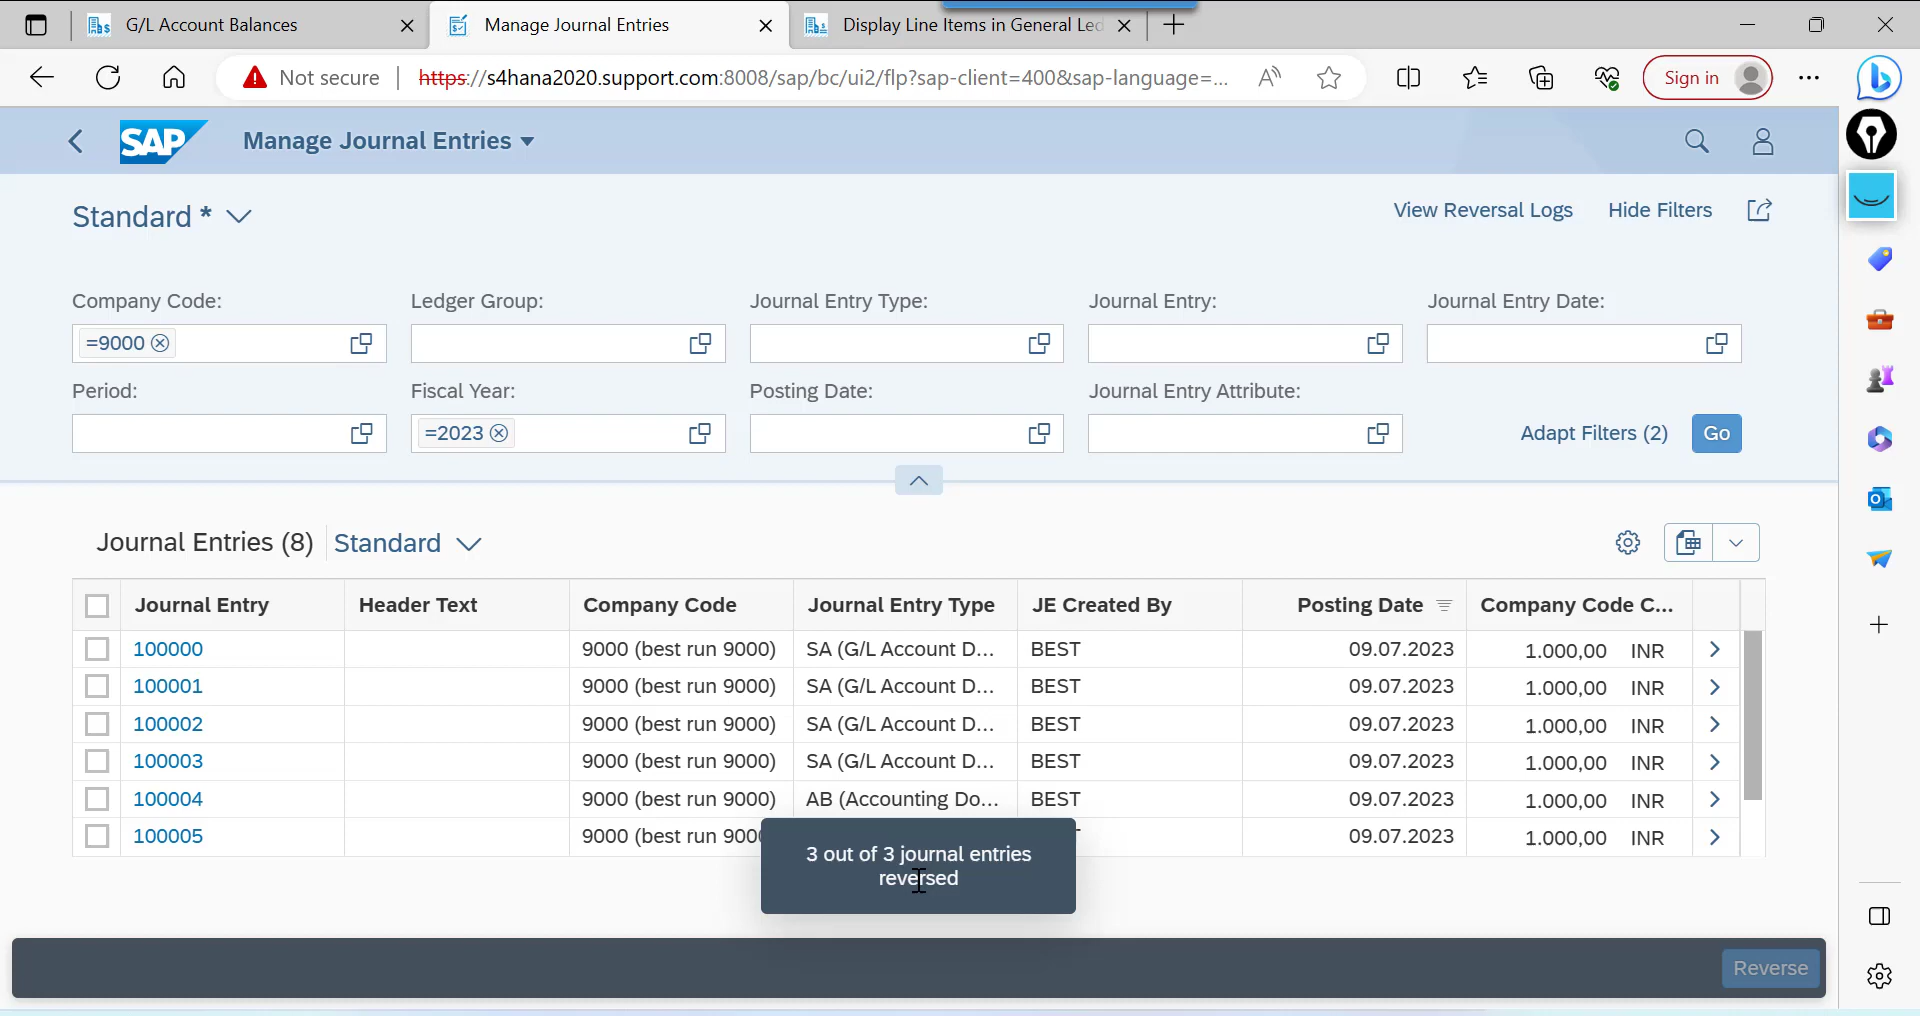 G/L Account Balances
Manage Journal Entries
Display Line Items in General Led
Not secure
https://s4hana2020.support.com:8008/sap/bc/ui2/flp?sap-client=400&sap-language=...
Sign in
SAP Manage Journal Entries
Standard *
View Reversal Logs Hide Filters
Company Code: Ledger Group: Journal Entry Type: Journal Entry: Journal Entry Date:
=9000
Period: Fiscal Year: Posting Date: Journal Entry Attribute:
=2023 Adapt Filters (2) Go
Journal Entries (8) Standard
Journal Entry Header Text Company Code Journal Entry Type JE Created By Posting Date Company Code C...
100000 9000 (best run 9000) SA (G/L Account D... BEST 09.07.2023 1.000,00 INR
100001 9000 (best run 9000) SA (G/L Account D... BEST 09.07.2023 1.000,00 INR
100002 9000 (best run 9000) SA (G/L Account D... BEST 09.07.2023 1.000,00 INR
100003 9000 (best run 9000) SA (G/L Account D... BEST 09.07.2023 1.000,00 INR
100004 9000 (best run 9000) AB (Accounting Do... BEST 09.07.2023 1.000,00 INR
100005 9000 (best run 900 09.07.2023 1.000,00 INR
3 out of 3 journal entries
reversed
Reverse